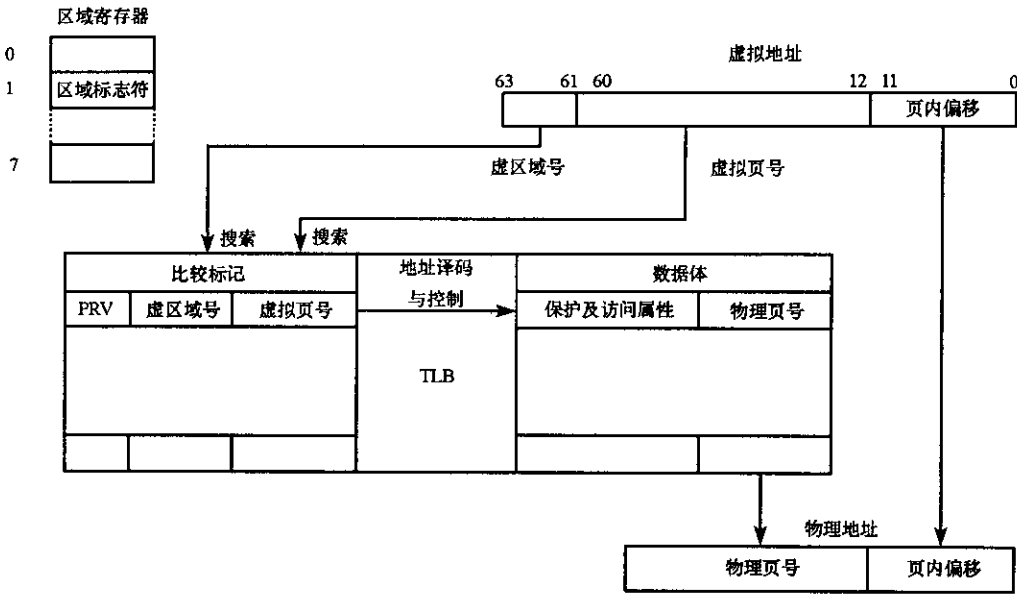 区域寄存器
0
1 区域标志符
7
虚拟地址
63 61 60 12 11 0
页内偏移
虚区域号 虚拟页号
搜索 搜索
比较标记 地址译码 数据体
与控制
PRV 虚区域号 虚拟页号 保护及访问属性 物理页号
TLB
物理地址
物理页号 页内偏移